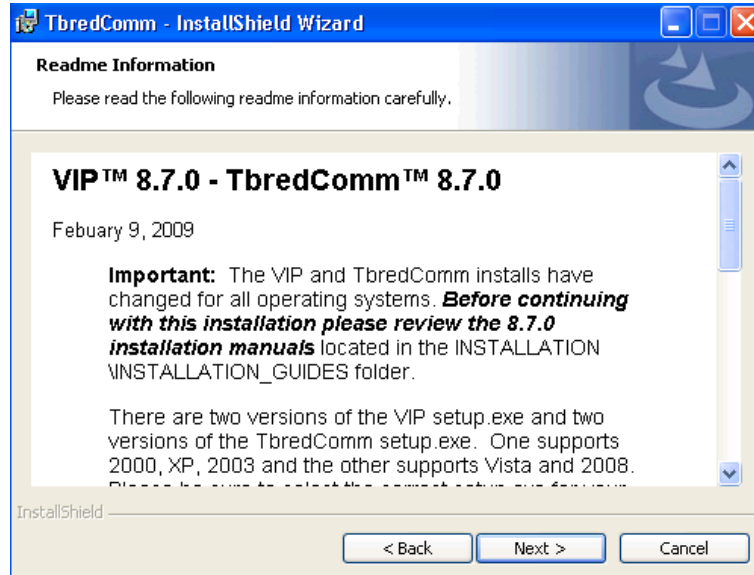 TbredComm - InstallShield Wizard
Readme Information
Please read the following readme information carefully.
VIP™ 8.7.0 - TbredComm™ 8.7.0
Febuary 9, 2009
Important: The VIP and TbredComm installs have
changed for all operating systems. Before continuing
with this installation please review the 8.7.0
installation manuals located in the INSTALLATION
\INSTALLATION_GUIDES folder.
There are two versions of the VIP setup.exe and two
versions of the TbredComm setup.exe. One supports
2000, XP, 2003 and the other supports Vista and 2008.
InstallShield
< Back
Next >
Cancel